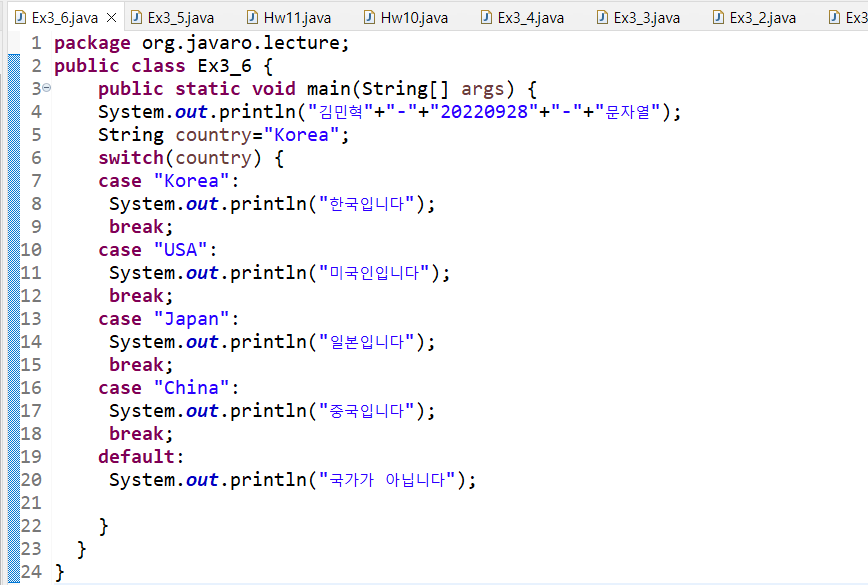 Ex3_6.java Ex3_5.java Hw11.java Hw10.java Ex3_4.java Ex3_3.java Ex3_2.java Ex3
1 package org.javaro.lecture;
2 public class Ex3_6 {
3 public static void main(String[] args) {
4 System.out.println("김민혁"+"-"+"20220928"+"-"+"문자열");
5 String country="Korea";
6 switch(country) {
7 case "Korea":
8 System.out.println("한국입니다");
9 break;
10 case "USA":
11 System.out.println("미국인입니다");
12 break;
13 case "Japan":
14 System.out.println("일본입니다");
15 break;
16 case "China":
17 System.out.println("중국입니다");
18 break;
19 default:
20 System.out.println("국가가 아닙니다");
21
22 }
23 }
24 }